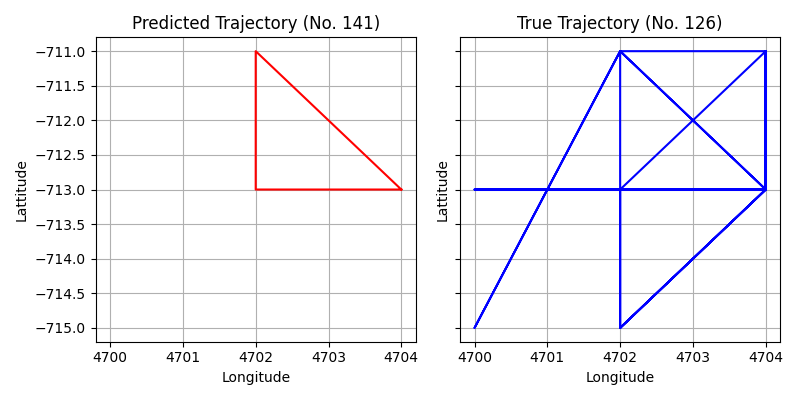 Predicted Trajectory (No. 141)
True Trajectory (No. 126)
−711.0
−711.5
−712.0
−712.5
−713.0
−713.5
−714.0
−714.5
−715.0
Lattitude
Lattitude
4700 4701 4702 4703 4704
4700 4701 4702 4703 4704
Longitude
Longitude